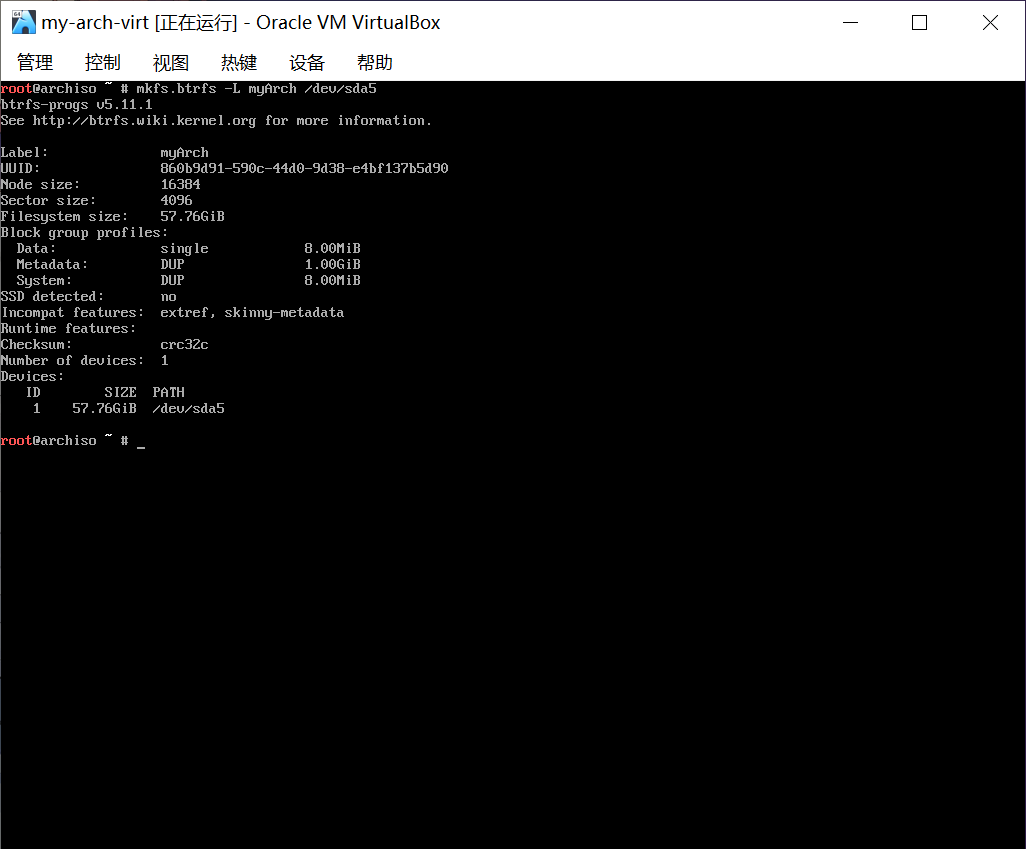 my-arch-virt [正在运行] - Oracle VM VirtualBox
管理 控制 视图 热键 设备 帮助
root@archiso ~ # mkfs.btrfs -L myArch /dev/sda5
btrfs-progs v5.11.1
See http://btrfs.wiki.kernel.org for more information.
Label: myArch
UUID: 860b9d91-590c-44d0-9d38-e4bf137b5d90
Node size: 16384
Sector size: 4096
Filesystem size: 57.76GiB
Block group profiles:
Data: single 8.00MiB
Metadata: DUP 1.00GiB
System: DUP 8.00MiB
SSD detected: no
Incompat features: extref, skinny-metadata
Runtime features:
Checksum: crc32c
Number of devices: 1
Devices:
ID SIZE PATH
1 57.76GiB /dev/sda5
root@archiso ~ # _